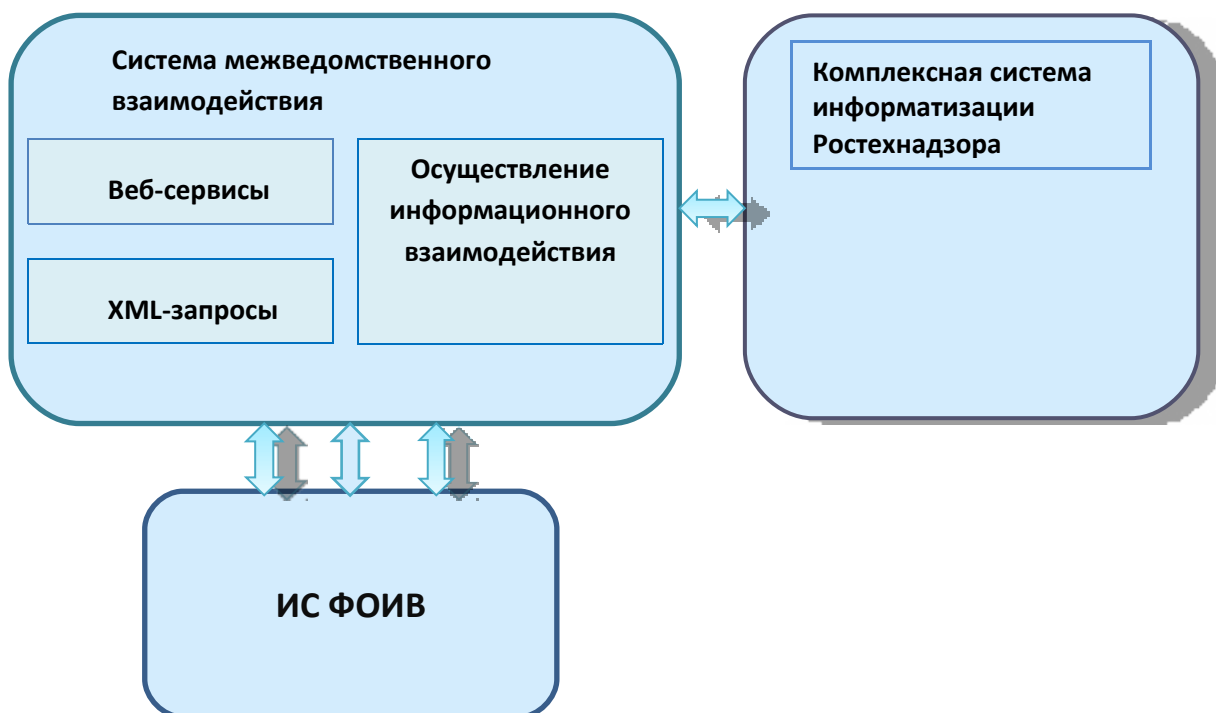 Система межведомственного
взаимодействия
Веб-сервисы
XML-запросы
Осуществление
информационного
взаимодействия
Комплексная система
информатизации
Ростехнадзора
ИС ФОИВ